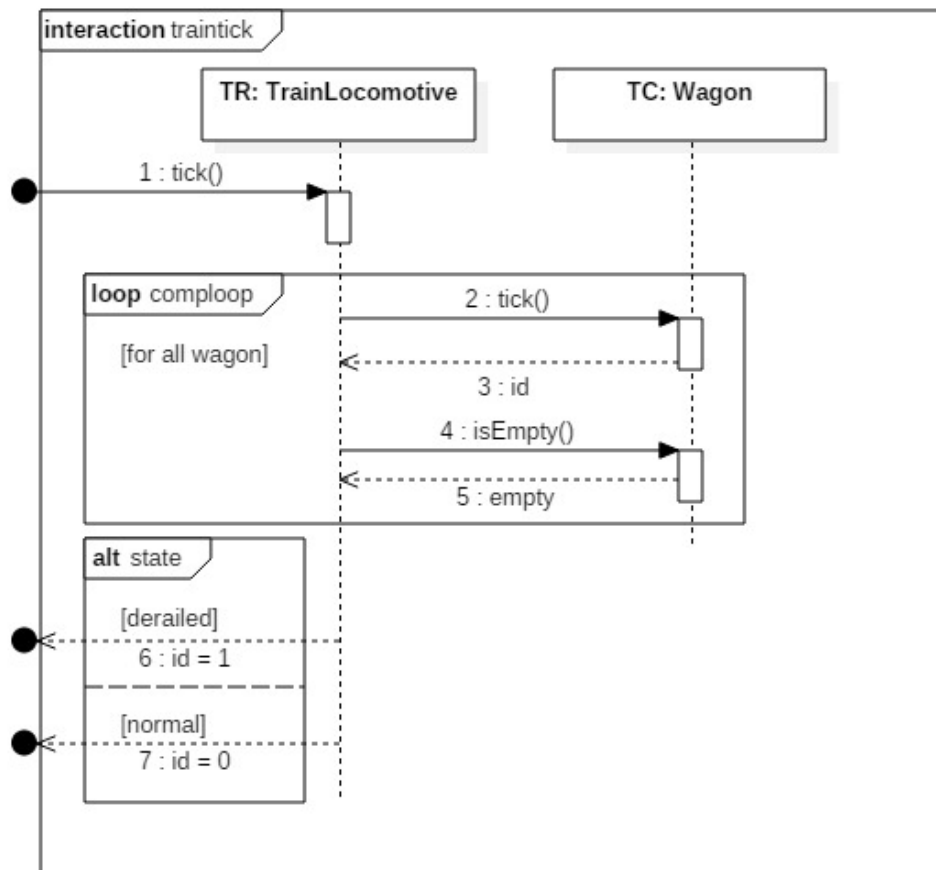 interaction traintick
TR: TrainLocomotive
TC: Wagon
1 : tick()
loop comploop
2 : tick()
[for all wagon]
3 : id
4 : isEmpty()
5 : empty
alt state
[derailed]
6 : id = 1
[normal]
7 : id = 0